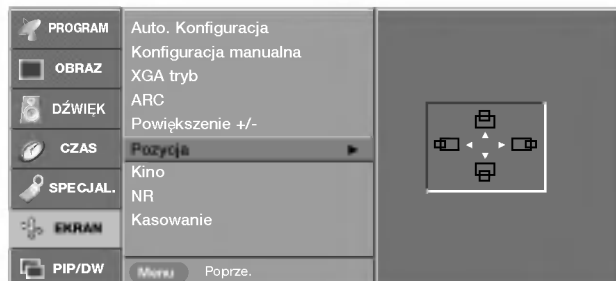 PROGRAM
OBRAZ
DŹWIĘK
CZAS
SPECJAL.
EKRAN
PIP/DW
Auto. Konfiguracja
Konfiguracja manualna
XGA tryb
ARC
Powiększenie +/-
Pozycja
Kino
NR
Kasowanie
Menu Poprze.